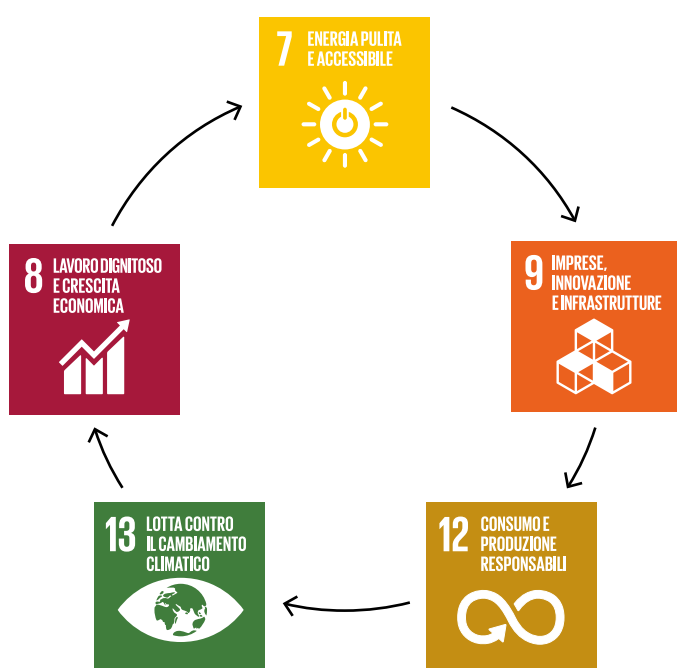 7 ENERGIA PULITA
E ACCESSIBILE
8 LAVORO DIGNITOSO
E CRESCITA
ECONOMICA
9 IMPRESE,
INNOVAZIONE
E INFRASTRUTTURE
13 LOTTA CONTRO
IL CAMBIAMENTO
CLIMATICO
12 CONSUMO E
PRODUZIONE
RESPONSABILI